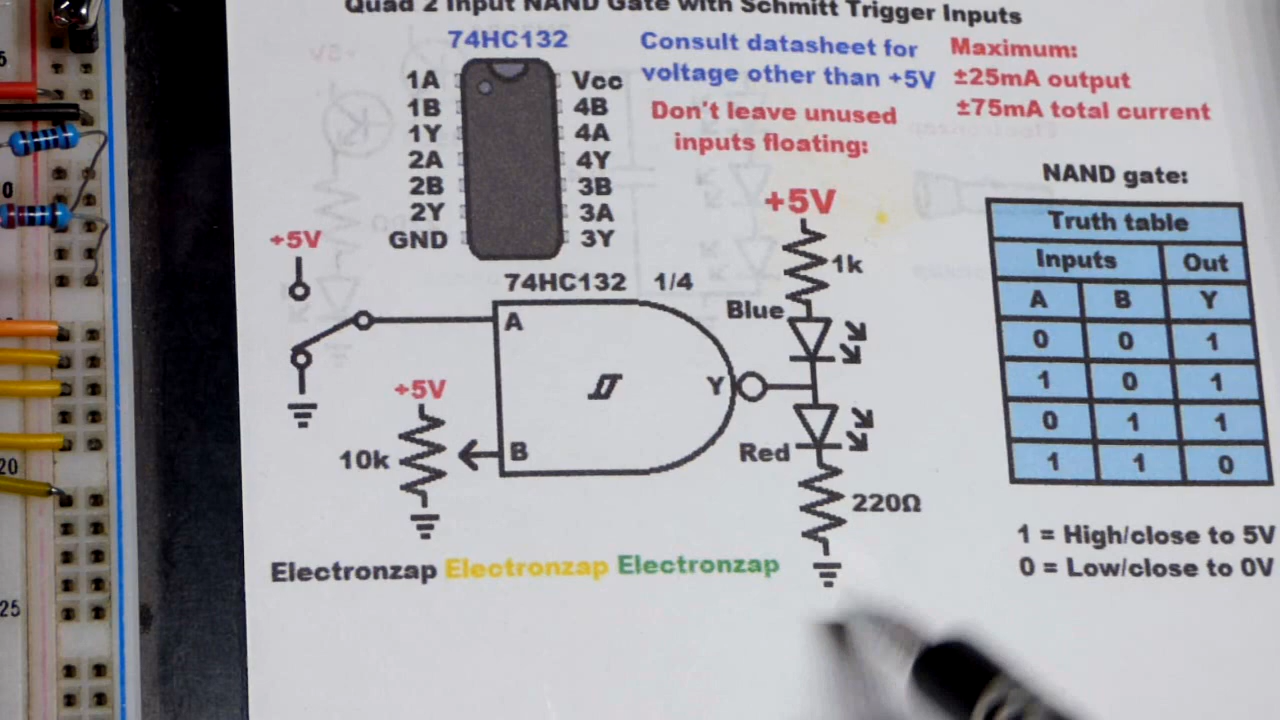 Quad 2 Input NAND Gate with Schmitt Trigger Inputs
74HC132
1A
1B
1Y
2A
2B
2Y
GND
Vcc
4B
4A
4Y
3B
3A
3Y
Consult datasheet for
voltage other than +5V
Don't leave unused
inputs floating:
Maximum:
±25mA output
±75mA total current
+5V
74HC132 1/4
A
B
Y
+5V
10k
+5V
1k
Blue
Red
220Ω
NAND gate:
Truth table
Inputs Out
A B Y
0 0 1
1 0 1
0 1 1
1 1 0
1 = High/close to 5V
0 = Low/close to 0V
Electronzap Electronzap Electronzap
5
0
20
25